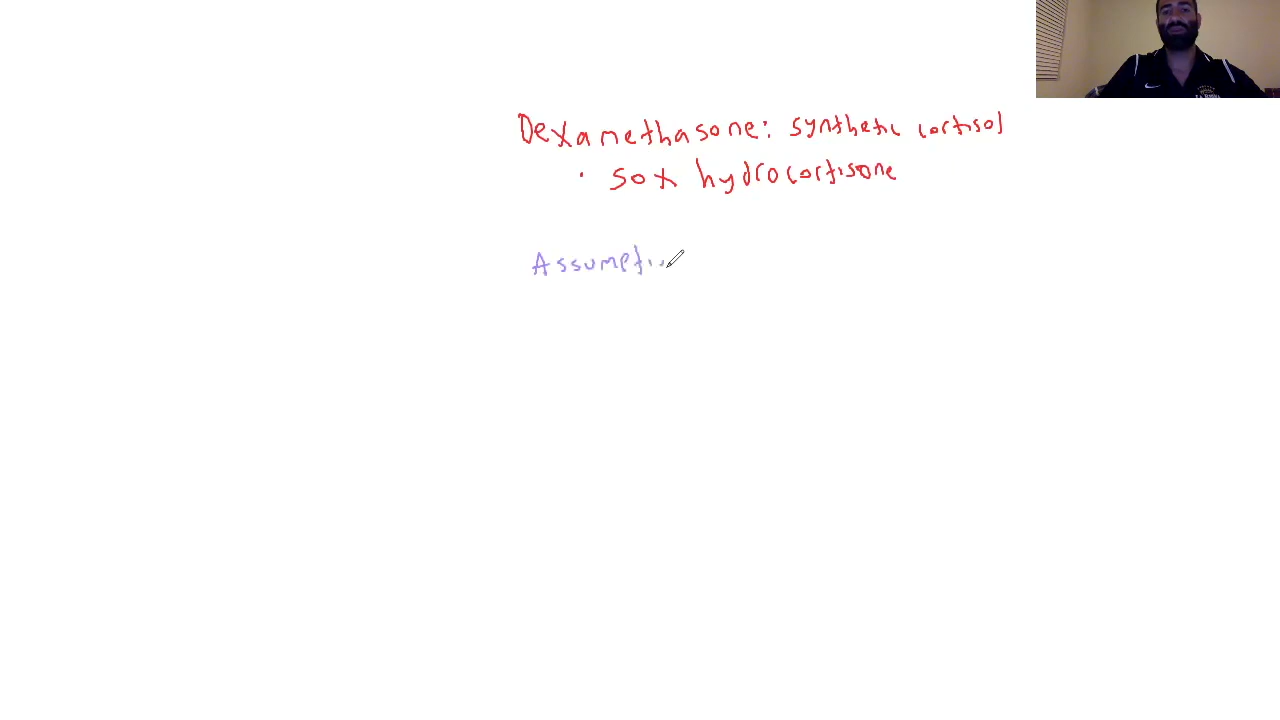 Dexamethasone: synthetic cortisol
• 50x hydrocortisone
Assumpti